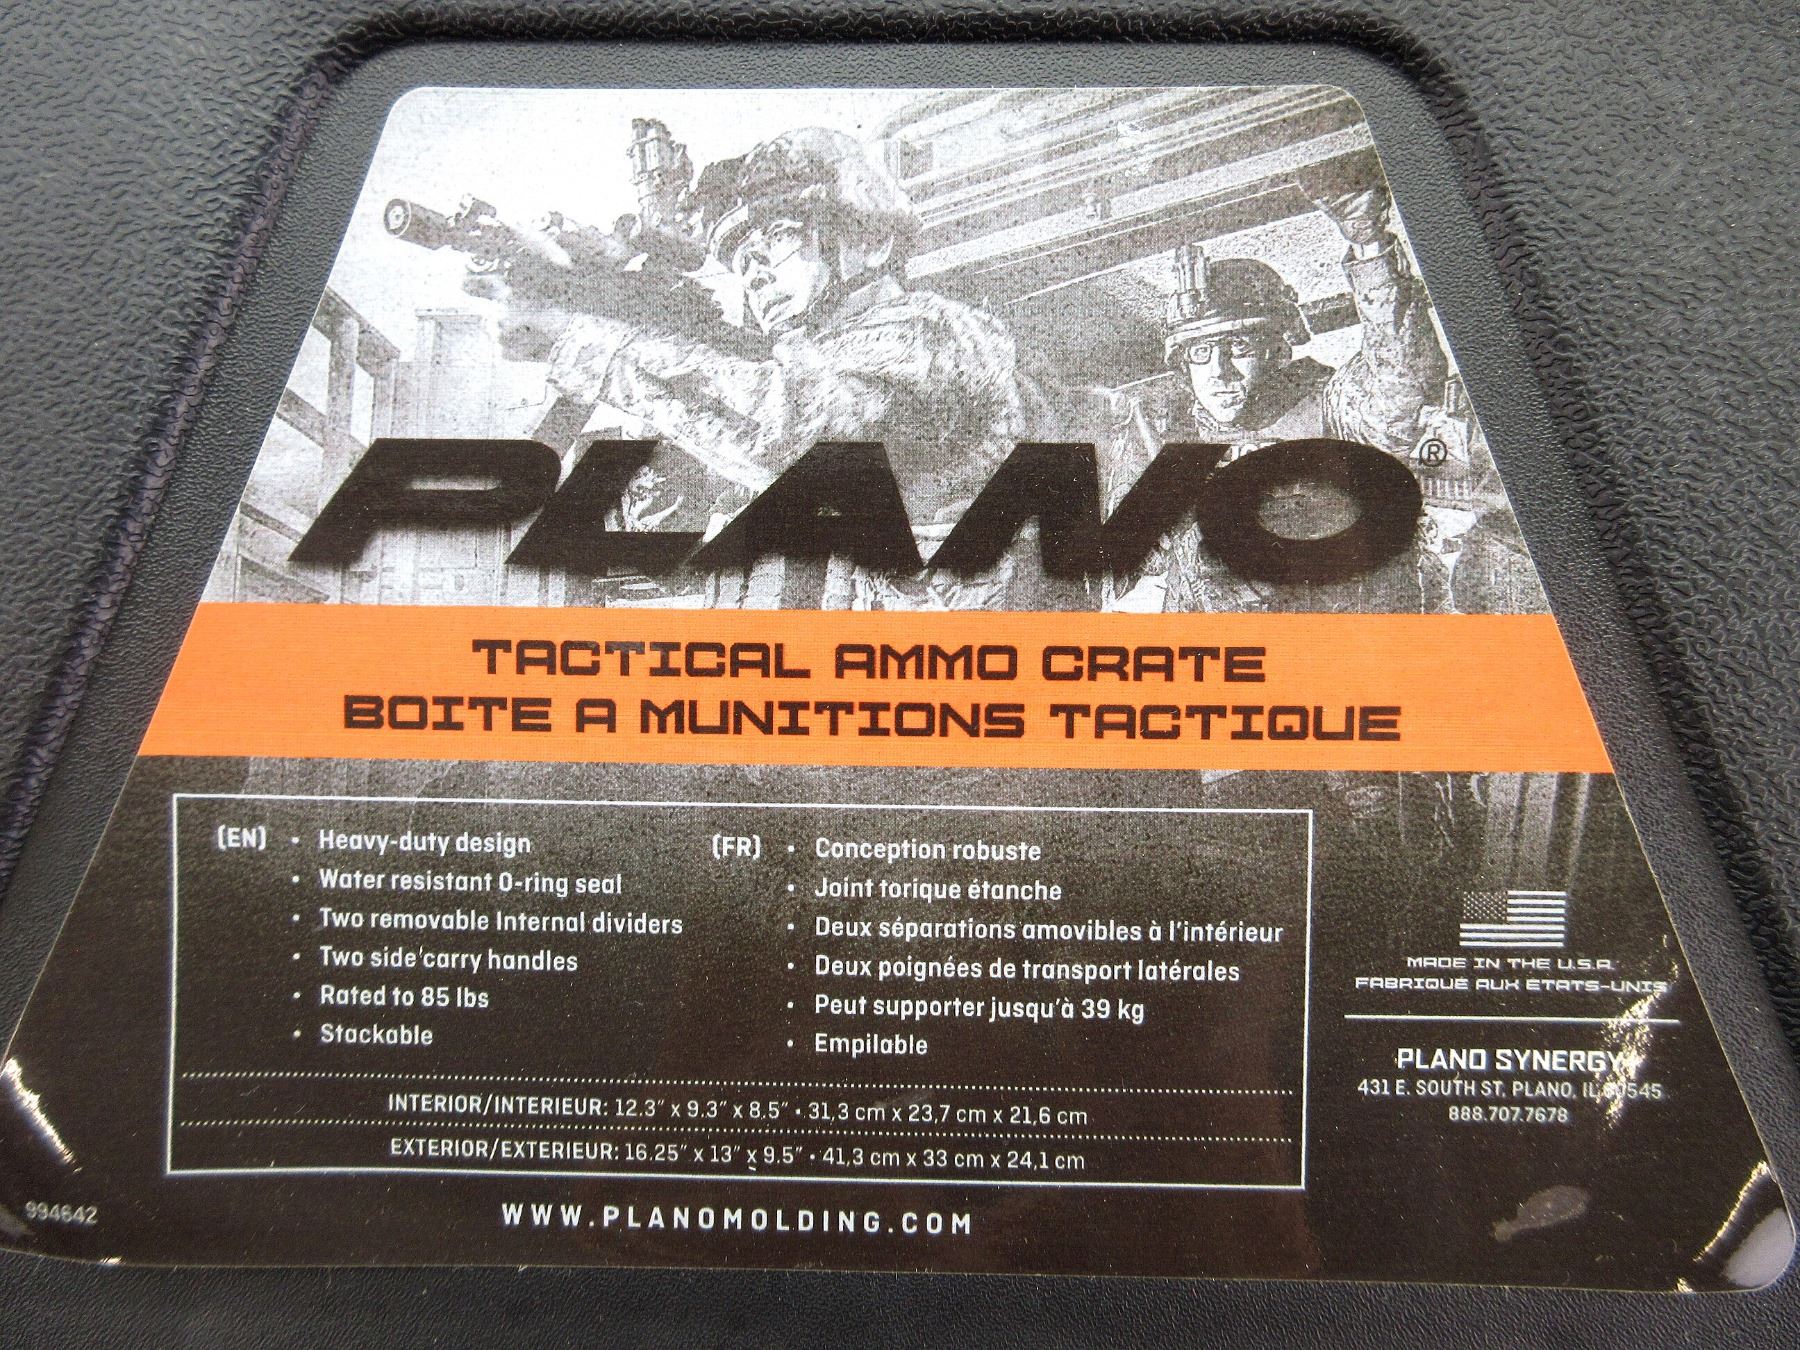 PLANO®
TACTICAL AMMO CRATE
BOITE A MUNITIONS TACTIQUE
(EN)
• Heavy-duty design
• Water resistant O-ring seal
• Two removable Internal dividers
• Two side carry handles
• Rated to 85 lbs
• Stackable
(FR)
• Conception robuste
• Joint torique étanche
• Deux séparations amovibles à l'intérieur
• Deux poignées de transport latérales
• Peut supporter jusqu'à 39 kg
• Empilable
INTERIOR/INTERIEUR: 12.3" x 9.3" x 8.5" • 31,3 cm x 23,7 cm x 21,6 cm
EXTERIOR/EXTERIEUR: 16.25" x 13" x 9.5" • 41,3 cm x 33 cm x 24,1 cm
MADE IN THE U.S.A.
FABRIQUE AUX ETATS-UNIS
PLANO SYNERGY
431 E. SOUTH ST. PLANO, IL 60545
888.707.7678
WWW.PLANOMOLDING.COM
994642